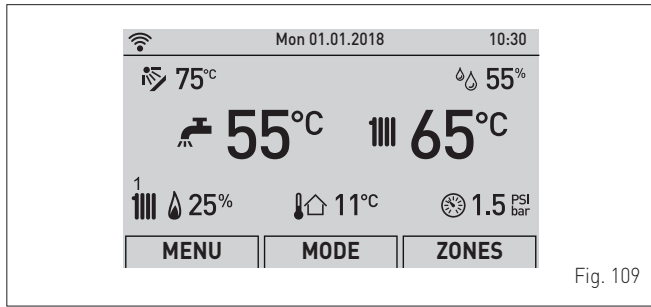 Mon 01.01.2018 10:30
75°C 55%
55°C 65°C
1
25% 11°C 1.5 PSI bar
MENU MODE ZONES
Fig. 109